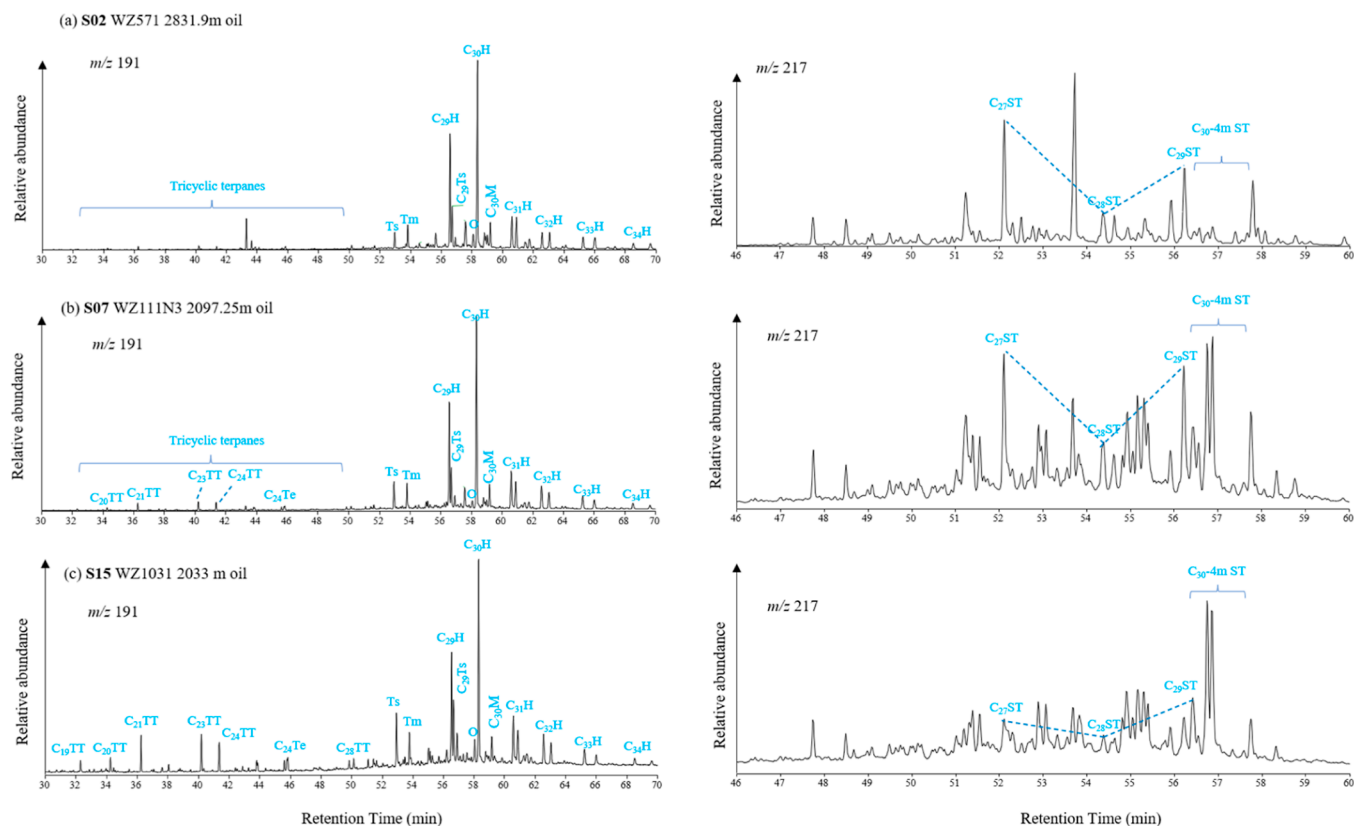 (a) S02 WZ571 2831.9m oil
m/z 191
Relative abundance
Tricyclic terpanes
Ts
Tm
C29H
C29Ts
O
C30H
C30M
C31H
C32H
C33H
C34H
30 32 34 36 38 40 42 44 46 48 50 52 54 56 58 60 62 64 66 68 70
m/z 217
Relative abundance
C27ST
C28ST
C29ST
C30-4m ST
46 47 48 49 50 51 52 53 54 55 56 57 58 59 60
(b) S07 WZ111N3 2097.25m oil
m/z 191
Relative abundance
Tricyclic terpanes
C20TT
C21TT
C23TT
C24TT
C24Te
Ts
Tm
C29H
C29Ts
O
C30H
C30M
C31H
C32H
C33H
C34H
30 32 34 36 38 40 42 44 46 48 50 52 54 56 58 60 62 64 66 68 70
m/z 217
Relative abundance
C27ST
C28ST
C29ST
C30-4m ST
46 47 48 49 50 51 52 53 54 55 56 57 58 59 60
(c) S15 WZ1031 2033 m oil
m/z 191
Relative abundance
C19TT
C20TT
C21TT
C23TT
C24TT
C24Te
C28TT
Ts
Tm
C29H
C29Ts
O
C30H
C30M
C31H
C32H
C33H
C34H
30 32 34 36 38 40 42 44 46 48 50 52 54 56 58 60 62 64 66 68 70
Retention Time (min)
m/z 217
Relative abundance
C27ST
C28ST
C29ST
C30-4m ST
46 47 48 49 50 51 52 53 54 55 56 57 58 59 60
Retention Time (min)